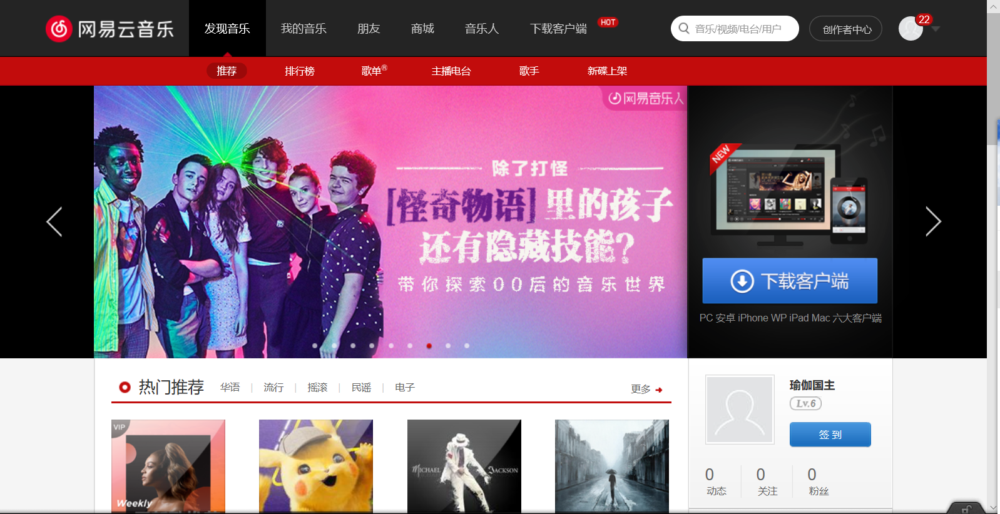 网易云音乐
发现音乐
我的音乐
朋友
商城
音乐人
下载客户端
HOT
音乐/视频/电台/用户
创作者中心
22
推荐
排行榜
歌单®
主播电台
歌手
新碟上架
网易音乐人
除了打怪
[怪奇物语]里的孩子
还有隐藏技能?
带你探索00后的音乐世界
NEW
下载客户端
PC 安卓 iPhone WP iPad Mac 六大客户端
热门推荐
华语 | 流行 | 摇滚 | 民谣 | 电子
更多
瑜伽国主
Lv.6
签 到
0
动态
0
关注
0
粉丝
VIP
Weekly
MICHAEL JACKSON